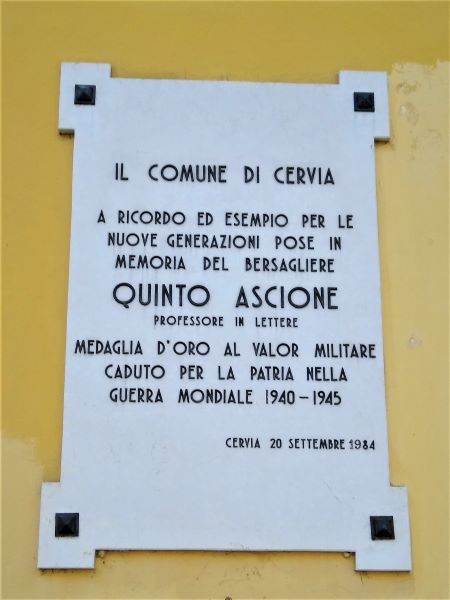 IL COMUNE DI CERVIA
A RICORDO ED ESEMPIO PER LE
NUOVE GENERAZIONI POSE IN
MEMORIA DEL BERSAGLIERE
QUINTO ASCIONE
PROFESSORE IN LETTERE
MEDAGLIA D'ORO AL VALOR MILITARE
CADUTO PER LA PATRIA NELLA
GUERRA MONDIALE 1940-1945
CERVIA 20 SETTEMBRE 1984